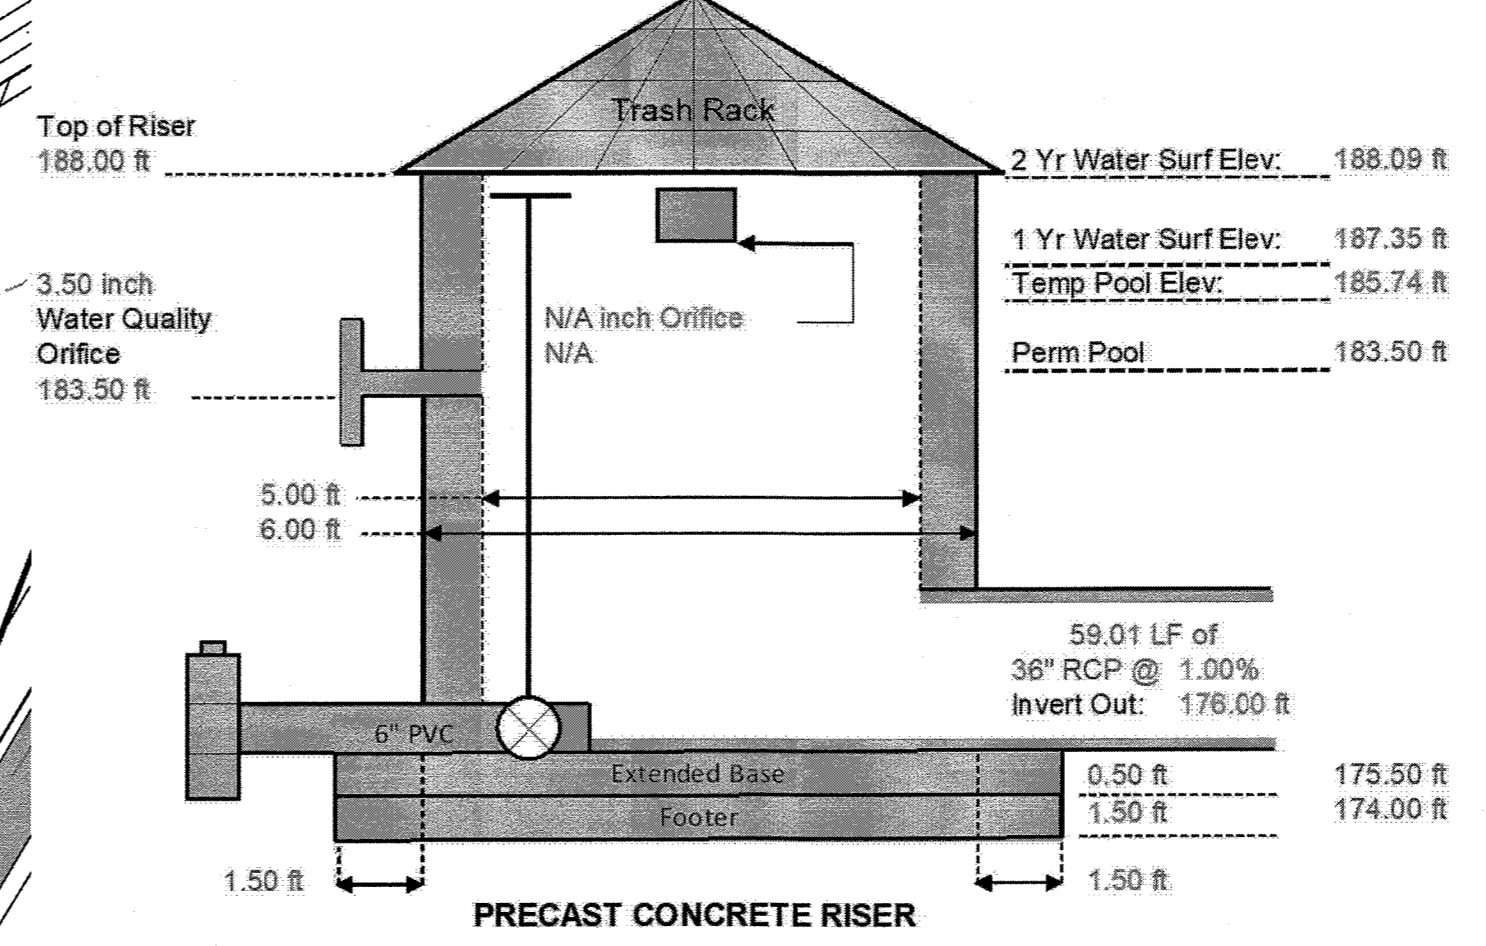 Trash Rack
Top of Riser
188.00 ft
2 Yr Water Surf Elev: 188.09 ft
1 Yr Water Surf Elev: 187.35 ft
Temp Pool Elev: 185.74 ft
Perm Pool 183.50 ft
3.50 inch
Water Quality
Orifice
183.50 ft
N/A inch Orifice
N/A
5.00 ft
6.00 ft
59.01 LF of
36" RCP @ 1.00%
Invert Out: 176.00 ft
6" PVC
Extended Base
0.50 ft 175.50 ft
Footer
1.50 ft 174.00 ft
1.50 ft
1.50 ft
PRECAST CONCRETE RISER